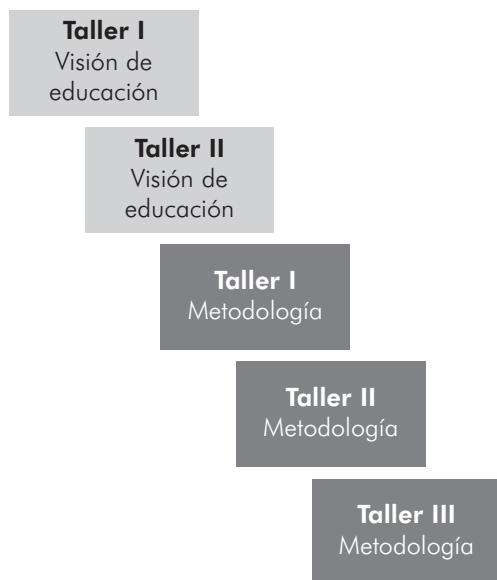 Taller I
Visión de
educación
Taller II
Visión de
educación
Taller I
Metodología
Taller II
Metodología
Taller III
Metodología